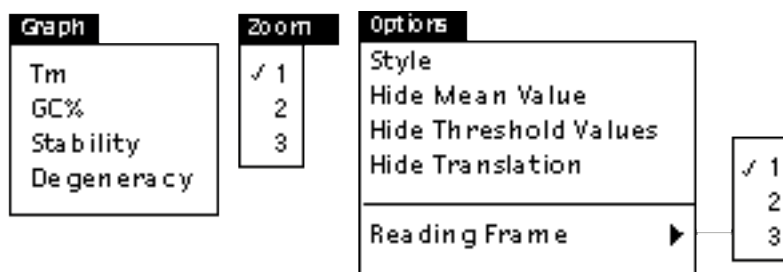 Graph
Tm
GC%
Stability
Degeneracy
Zoom
✓ 1
2
3
Options
Style
Hide Mean Value
Hide Threshold Values
Hide Translation
Reading Frame ▶
✓ 1
2
3